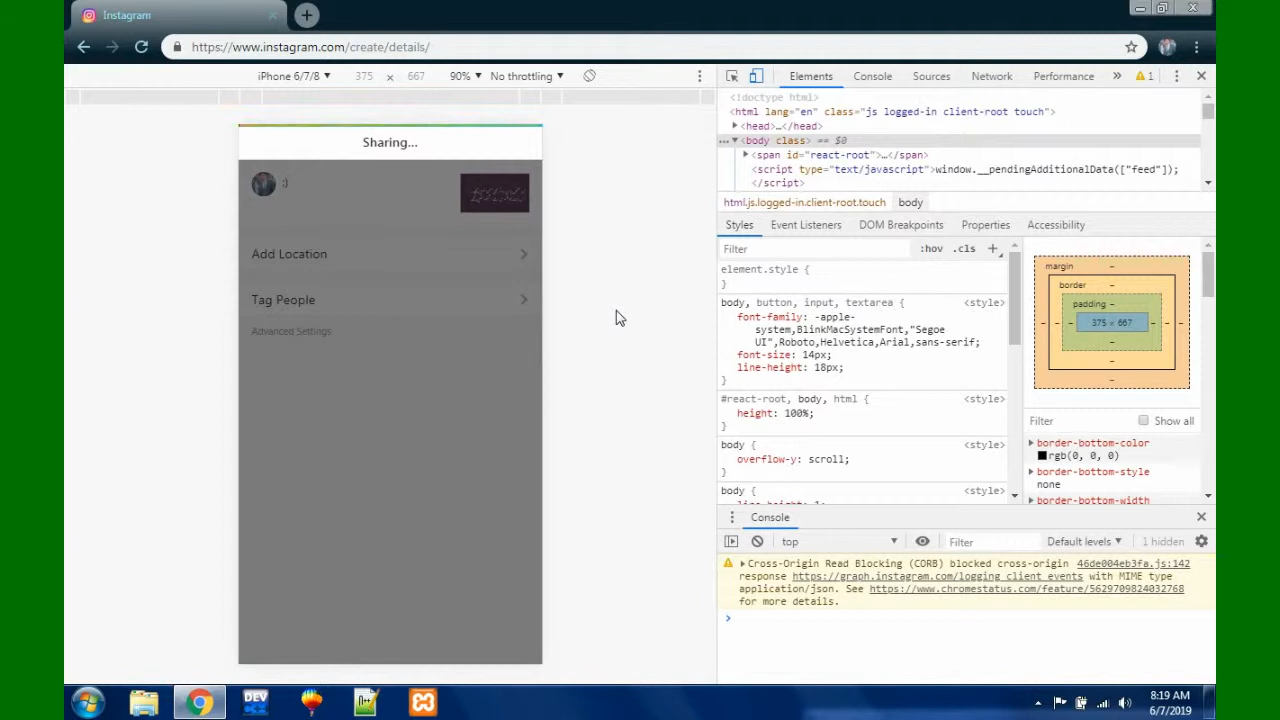 Instagram
https://www.instagram.com/create/details/
iPhone 6/7/8 ▼ 375 × 667 90% ▼ No throttling ▼
Elements Console Sources Network Performance » 1
<!doctype html>
<html lang="en" class="js logged-in client-root touch">
<head>…</head>
… <body class> == $0
<span id="react-root">…</span>
<script type="text/javascript">window.__pendingAdditionalData(["feed"]);
</script>
html.js.logged-in.client-root.touch body
Styles Event Listeners DOM Breakpoints Properties Accessibility
Filter :hov .cls +
element.style {
}
body, button, input, textarea { <style>
font-family: -apple-
system,BlinkMacSystemFont,"Segoe
UI",Roboto,Helvetica,Arial,sans-serif;
font-size: 14px;
line-height: 18px;
}
#react-root, body, html { <style>
height: 100%;
}
body { <style>
overflow-y: scroll;
}
body { <style>
margin –
border –
padding –
375 × 667
Filter Show all
border-bottom-color
rgb(0, 0, 0)
border-bottom-style
none
border-bottom-width
Sharing...
:)
Add Location
Tag People
Advanced Settings
Console
top ▼ Filter Default levels ▼ 1 hidden
Cross-Origin Read Blocking (CORB) blocked cross-origin 46de004eb3fa.js:142
response https://graph.instagram.com/logging_client_events with MIME type
application/json. See https://www.chromestatus.com/feature/5629709824032768
for more details.
DEV
8:19 AM
6/7/2019